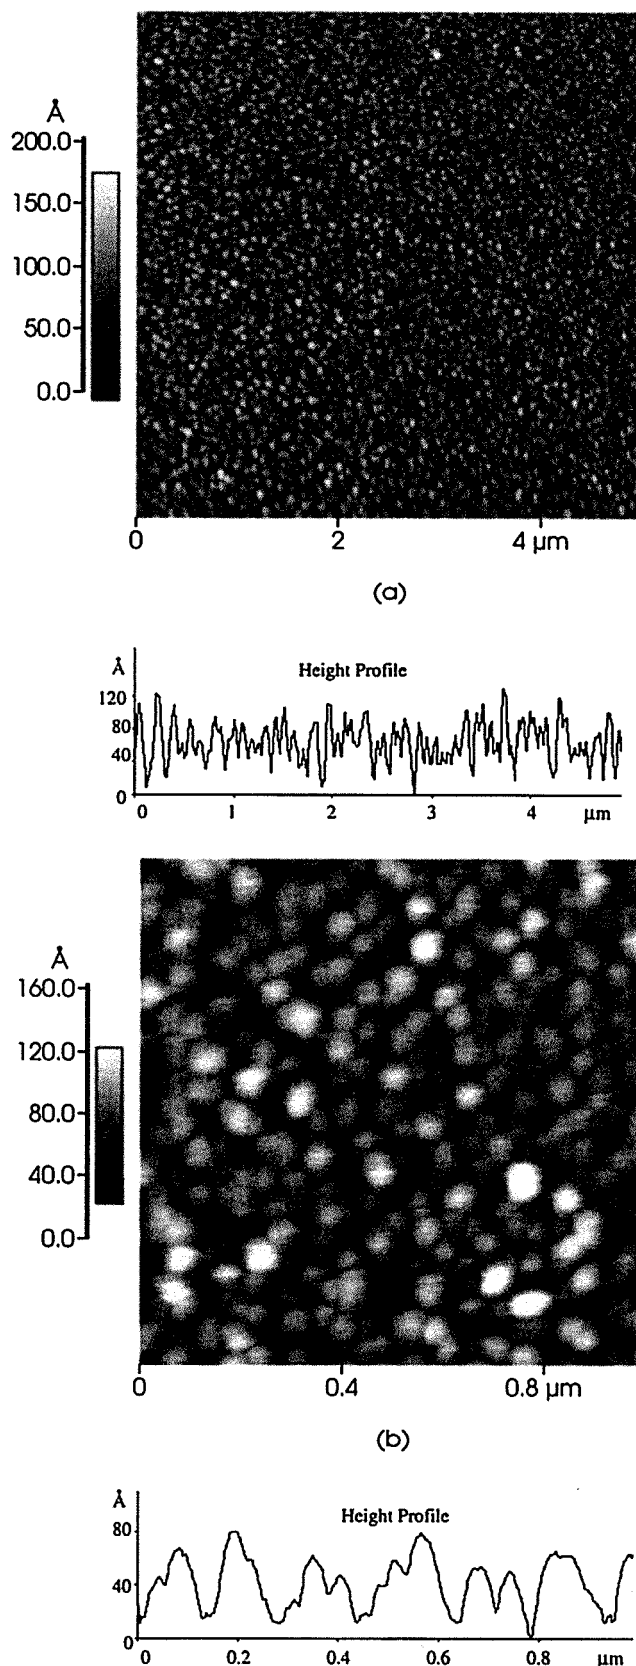 Å
200.0
150.0
100.0
50.0
0.0
0 2 4 µm
(a)
Å Height Profile
120
80
40
0
0 1 2 3 4 µm
Å
160.0
120.0
80.0
40.0
0.0
0 0.4 0.8 µm
(b)
Å Height Profile
80
40
0
0 0.2 0.4 0.6 0.8 µm